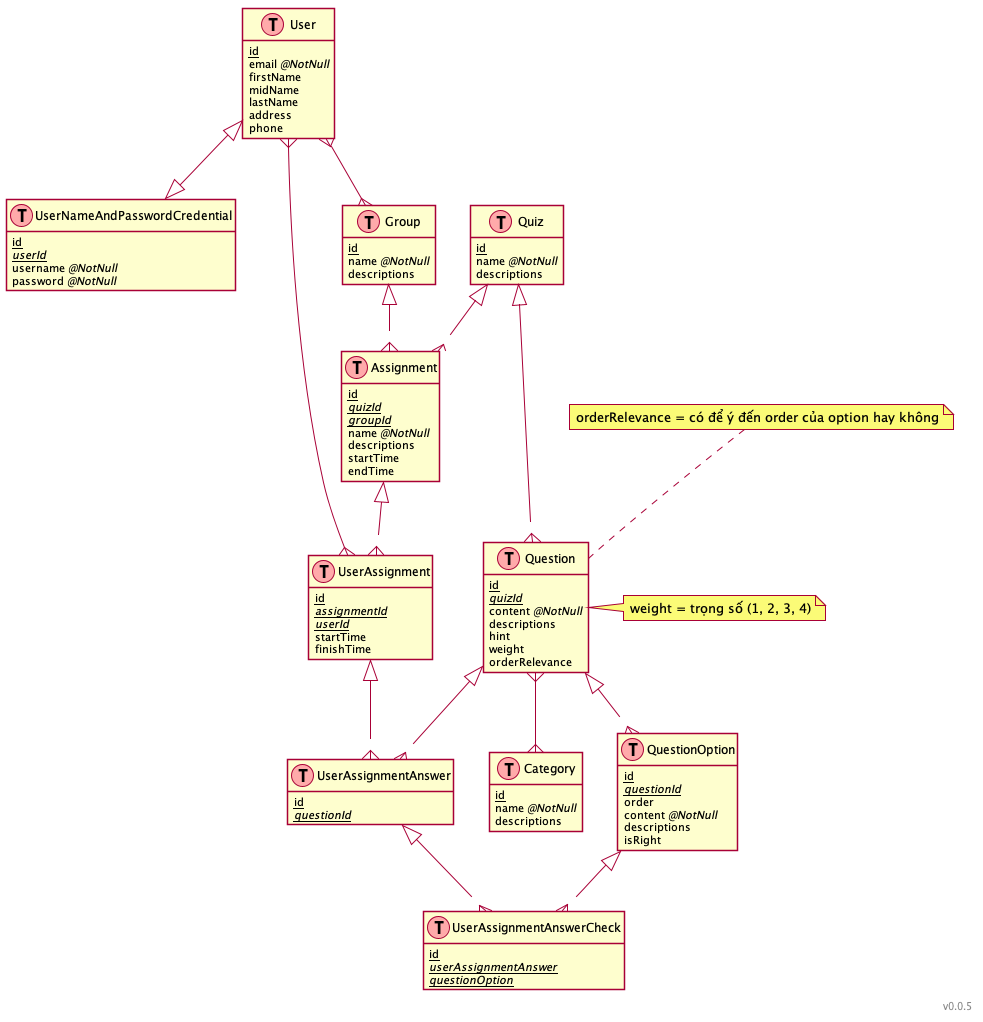 T User
id
email @NotNull
firstName
midName
lastName
address
phone
T UserNameAndPasswordCredential
id
userId
username @NotNull
password @NotNull
T Group
id
name @NotNull
descriptions
T Quiz
id
name @NotNull
descriptions
T Assignment
id
quizId
groupId
name @NotNull
descriptions
startTime
endTime
orderRelevance = có để ý đến order của option hay không
T UserAssignment
id
assignmentId
userId
startTime
finishTime
T Question
id
quizId
content @NotNull
descriptions
hint
weight
orderRelevance
weight = trọng số (1, 2, 3, 4)
T UserAssignmentAnswer
id
questionId
T Category
id
name @NotNull
descriptions
T QuestionOption
id
questionId
order
content @NotNull
descriptions
isRight
T UserAssignmentAnswerCheck
id
userAssignmentAnswer
questionOption
v0.0.5